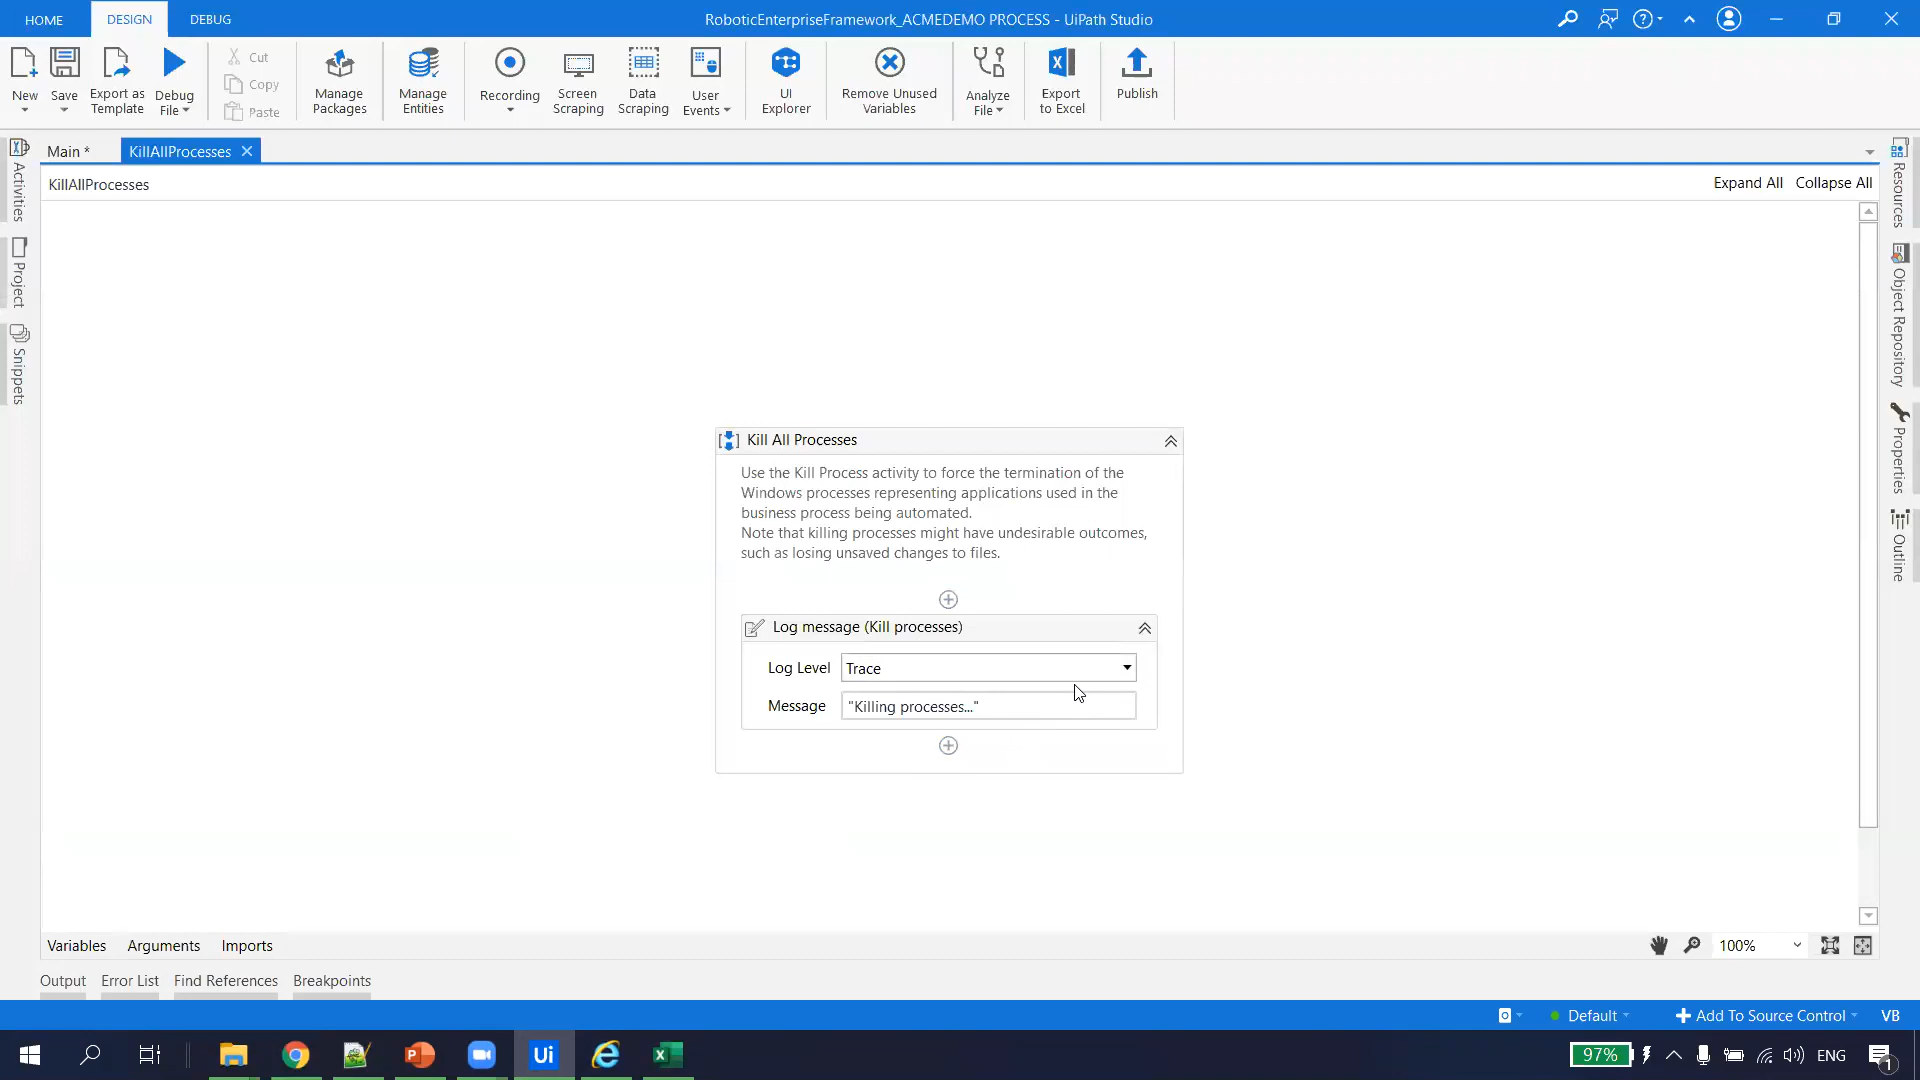 HOME
DESIGN
DEBUG
RoboticEnterpriseFramework_ACMEDEMO PROCESS - UiPath Studio
New
Save
Export as
Template
Debug
File
Cut
Copy
Paste
Manage
Packages
Manage
Entities
Recording
Screen
Scraping
Data
Scraping
User
Events
UI
Explorer
Remove Unused
Variables
Analyze
File
Export
to Excel
Publish
Main *
KillAllProcesses
KillAllProcesses
Expand All
Collapse All
Activities
Project
Snippets
Resources
Object Repository
Properties
Outline
Kill All Processes
Use the Kill Process activity to force the termination of the
Windows processes representing applications used in the
business process being automated.
Note that killing processes might have undesirable outcomes,
such as losing unsaved changes to files.
Log message (Kill processes)
Log Level
Trace
Message
"Killing processes..."
Variables
Arguments
Imports
100%
Output
Error List
Find References
Breakpoints
Default
Add To Source Control
VB
Ui
97%
ENG
1